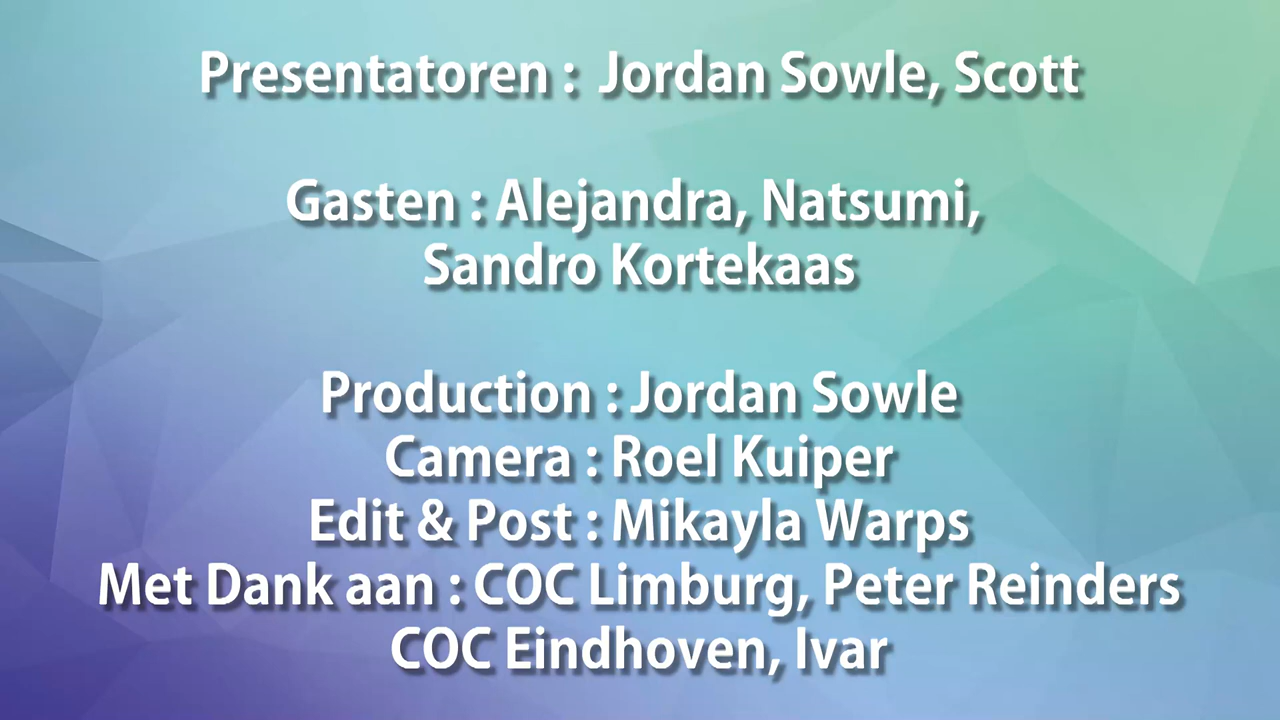 Presentatoren :  Jordan Sowle, Scott
Gasten : Alejandra, Natsumi,
Sandro Kortekaas
Production : Jordan Sowle
Camera : Roel Kuiper
Edit & Post : Mikayla Warps
Met Dank aan : COC Limburg, Peter Reinders
COC Eindhoven, Ivar